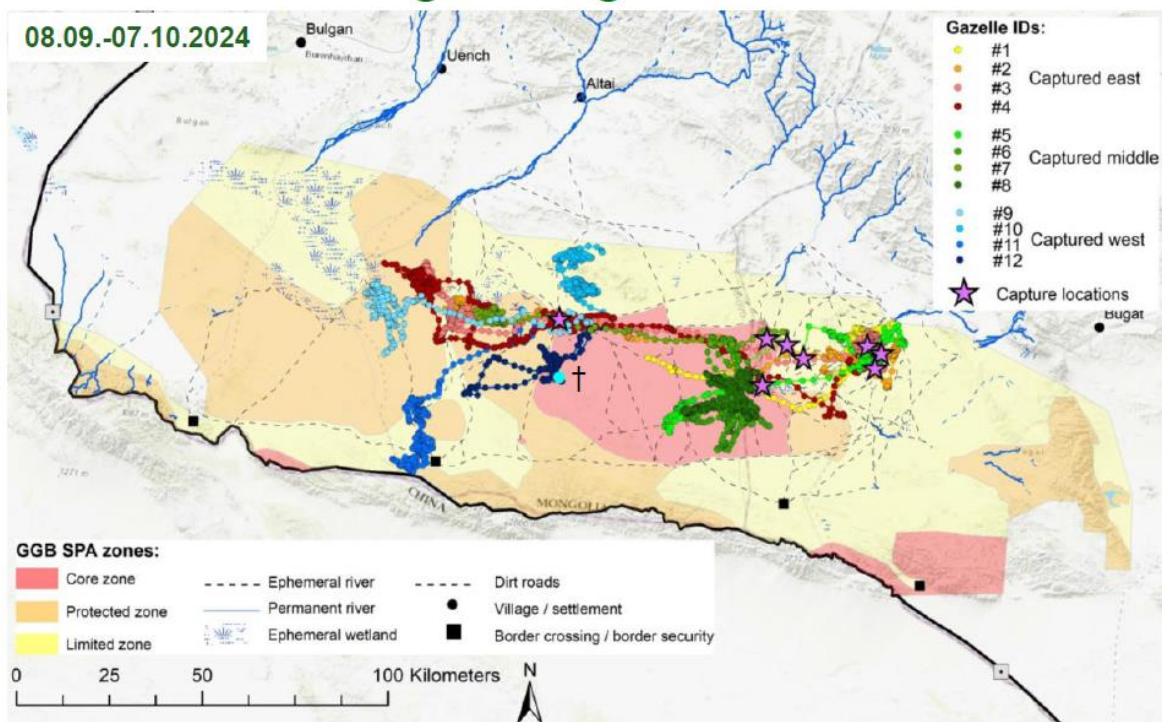 08.09.-07.10.2024
Bulgan
Uench
Altai
Bugat
CHINA
Gazelle IDs:
#1
#2
#3
#4
Captured east
#5
#6
#7
#8
Captured middle
#9
#10
#11
#12
Captured west
Capture locations
†
GGB SPA zones:
Core zone
Protected zone
Limited zone
Ephemeral river
Permanent river
Ephemeral wetland
Dirt roads
Village / settlement
Border crossing / border security
0 25 50 100 Kilometers
N